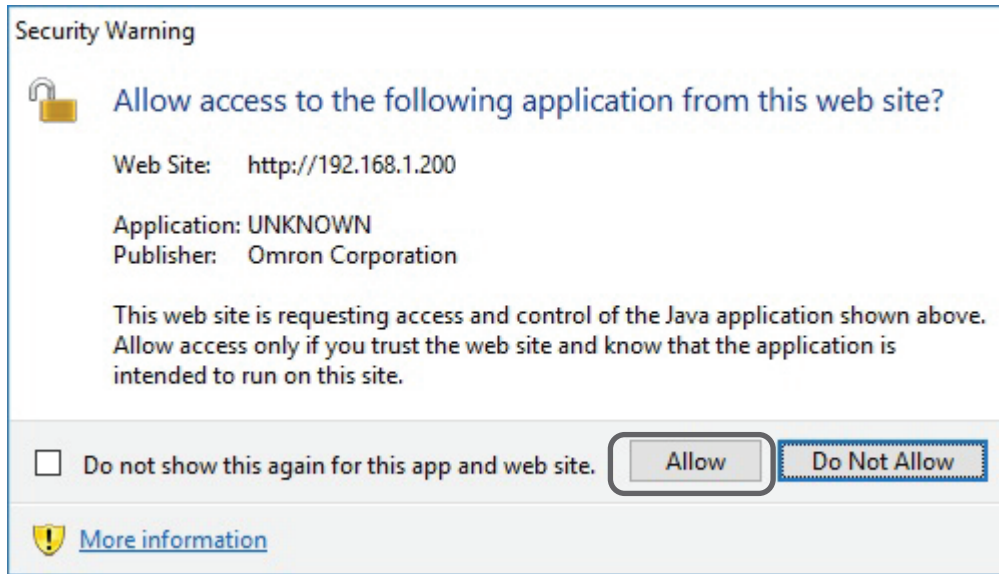 Security Warning
Allow access to the following application from this web site?
Web Site: http://192.168.1.200
Application: UNKNOWN
Publisher: Omron Corporation
This web site is requesting access and control of the Java application shown above.
Allow access only if you trust the web site and know that the application is
intended to run on this site.
Do not show this again for this app and web site. Allow Do Not Allow
More information